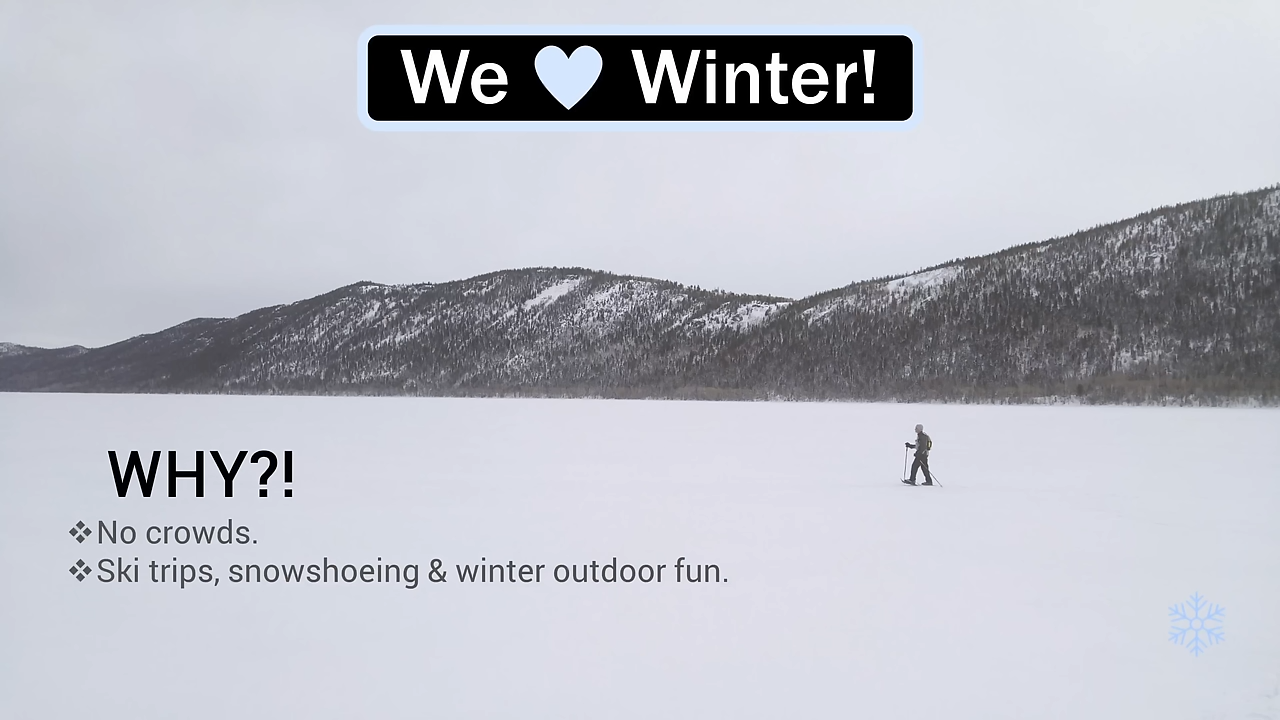 We 🩵 Winter!
WHY?!
❖No crowds.
❖Ski trips, snowshoeing & winter outdoor fun.